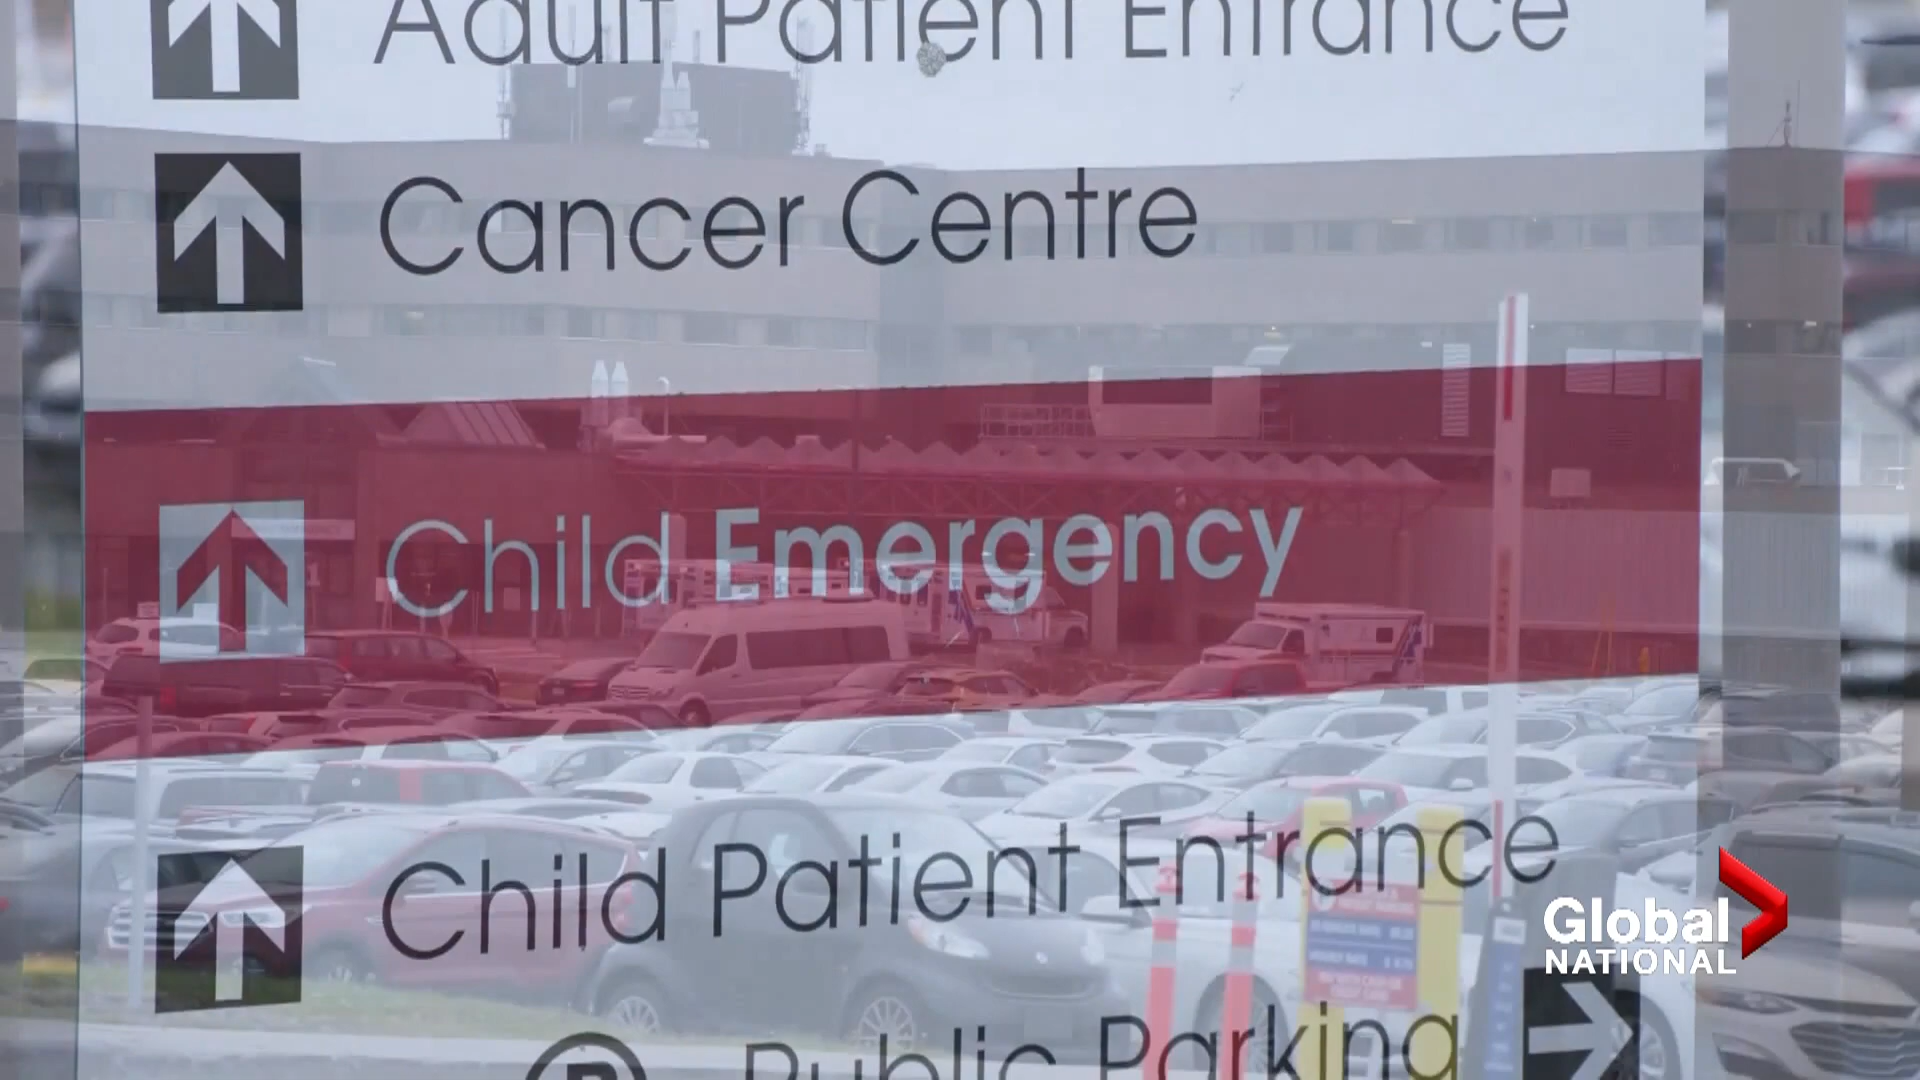 Adult Patient Entrance
Cancer Centre
Child Emergency
Child Patient Entrance
Global
NATIONAL
P Public Parking